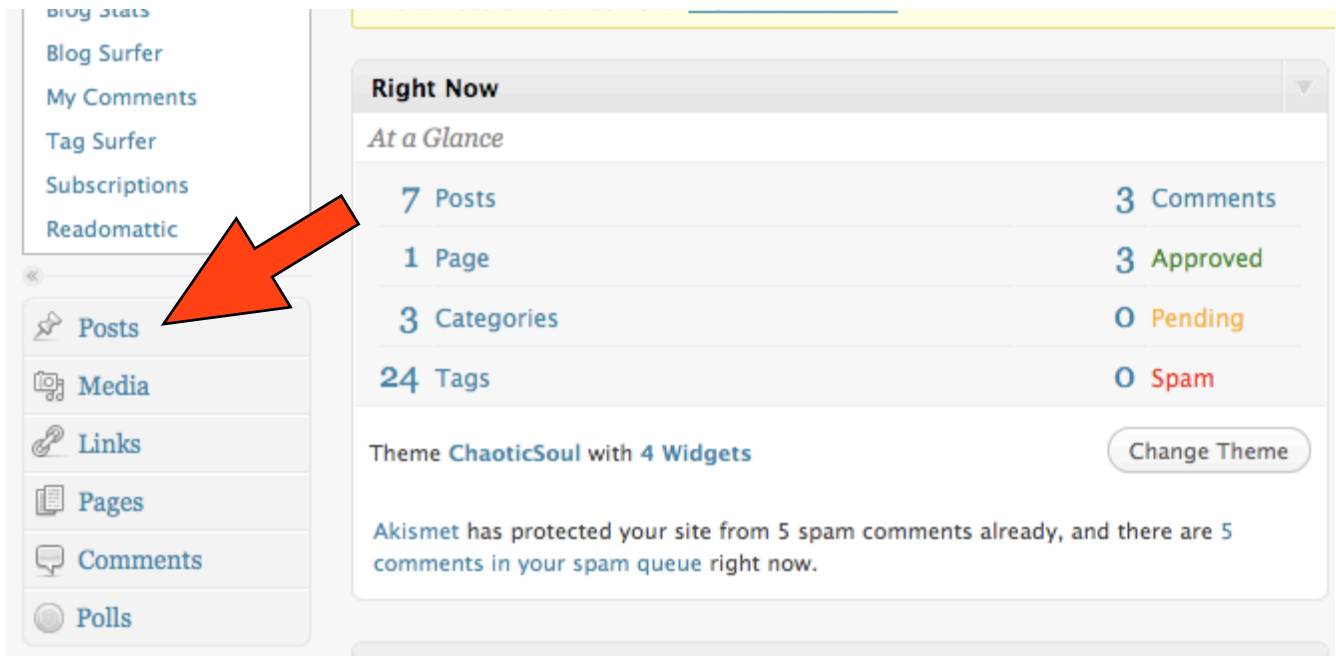 Blog Stats
Blog Surfer
My Comments
Tag Surfer
Subscriptions
Readomattic
Posts
Media
Links
Pages
Comments
Polls
Right Now
At a Glance
7 Posts
3 Comments
1 Page
3 Approved
3 Categories
0 Pending
24 Tags
0 Spam
Theme ChaoticSoul with 4 Widgets
Change Theme
Akismet has protected your site from 5 spam comments already, and there are 5
comments in your spam queue right now.